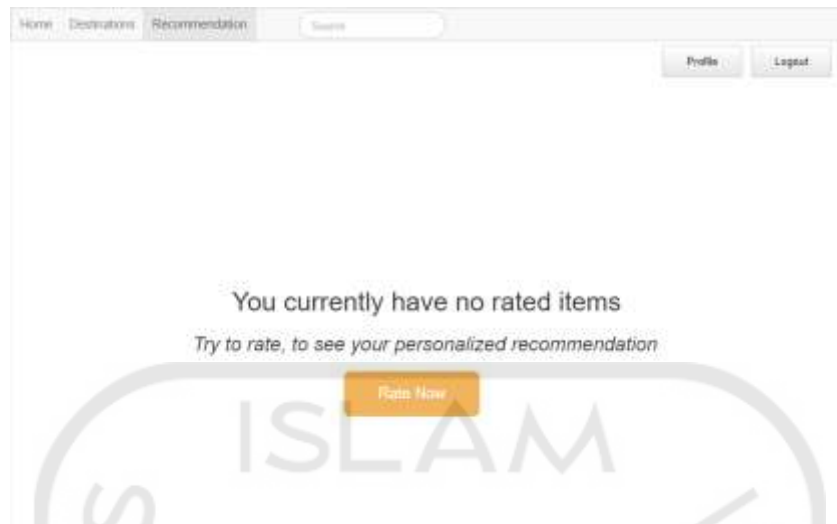 Home Destinations Recommendation Search
Profile Logout
You currently have no rated items
Try to rate, to see your personalized recommendation
Rate Now
ISLAM